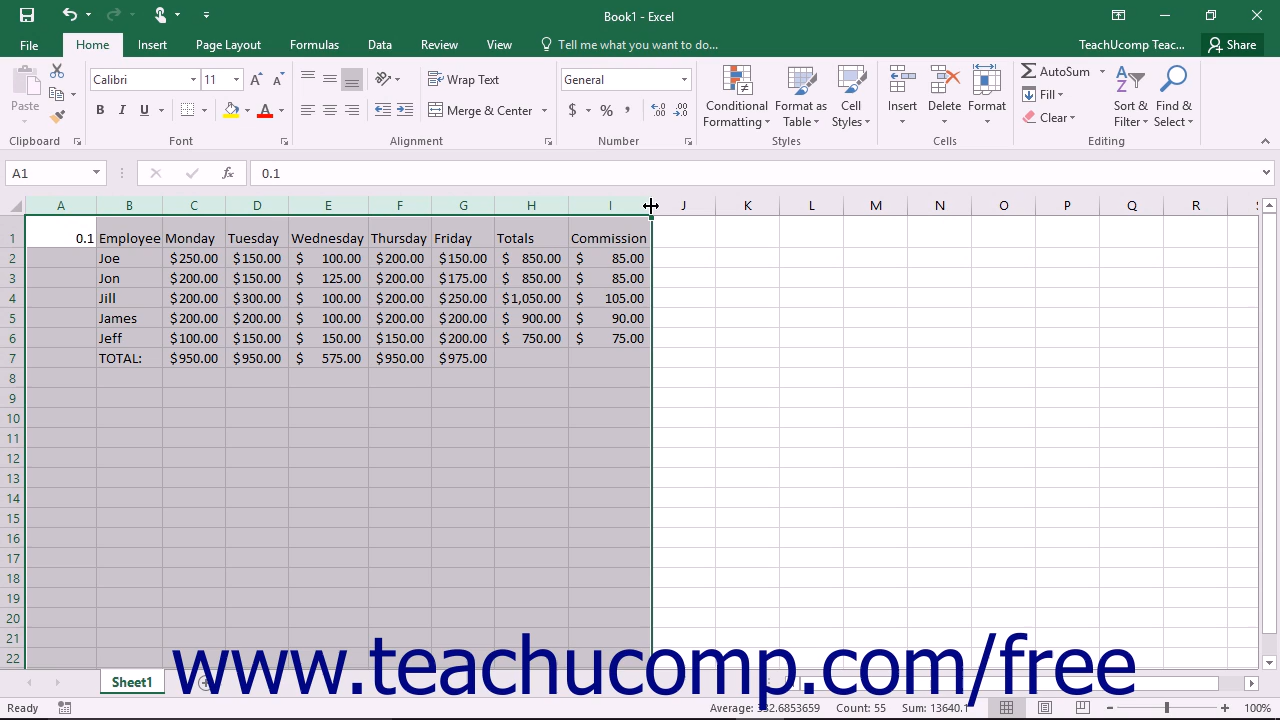 Book1 - Excel
File Home Insert Page Layout Formulas Data Review View Tell me what you want to do... TeachUcomp Teac... Share
Paste Calibri 11 Wrap Text General Conditional Formatting Format as Table Cell Styles Insert Delete Format AutoSum Sort & Filter Find & Select
B I U A Merge & Center $ % , Fill
Clear
Clipboard Font Alignment Number Styles Cells Editing
A1 fx 0.1
A B C D E F G H I J K L M N O P Q R
1 0.1 Employee Monday Tuesday Wednesday Thursday Friday Totals Commission
2 Joe $250.00 $150.00 $ 100.00 $200.00 $150.00 $ 850.00 $ 85.00
3 Jon $200.00 $150.00 $ 125.00 $200.00 $175.00 $ 850.00 $ 85.00
4 Jill $200.00 $300.00 $ 100.00 $200.00 $250.00 $1,050.00 $ 105.00
5 James $200.00 $200.00 $ 100.00 $200.00 $200.00 $ 900.00 $ 90.00
6 Jeff $100.00 $150.00 $ 150.00 $150.00 $200.00 $ 750.00 $ 75.00
7 TOTAL: $950.00 $950.00 $ 575.00 $950.00 $975.00
8
9
10
11
12
13
14
15
16
17
18
19
20
21
22
www.teachucomp.com/free
Sheet1
Ready Count: 55 100%